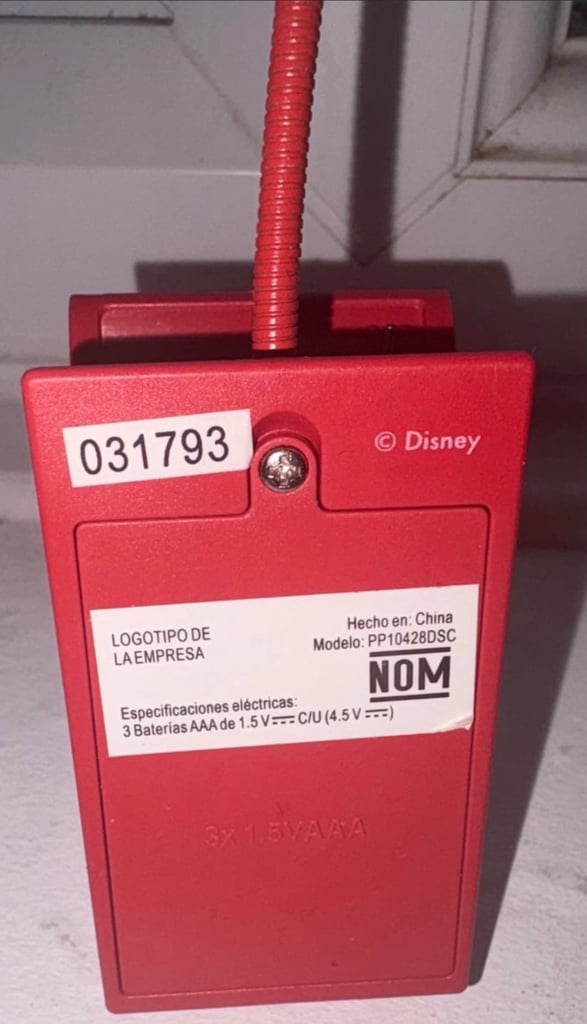 031793
© Disney
LOGOTIPO DE
LA EMPRESA
Hecho en: China
Modelo: PP10428DSC
NOM
Especificaciones eléctricas:
3 Baterías AAA de 1.5 V⎓ C/U (4.5 V ⎓)
3x 1.5VAAA